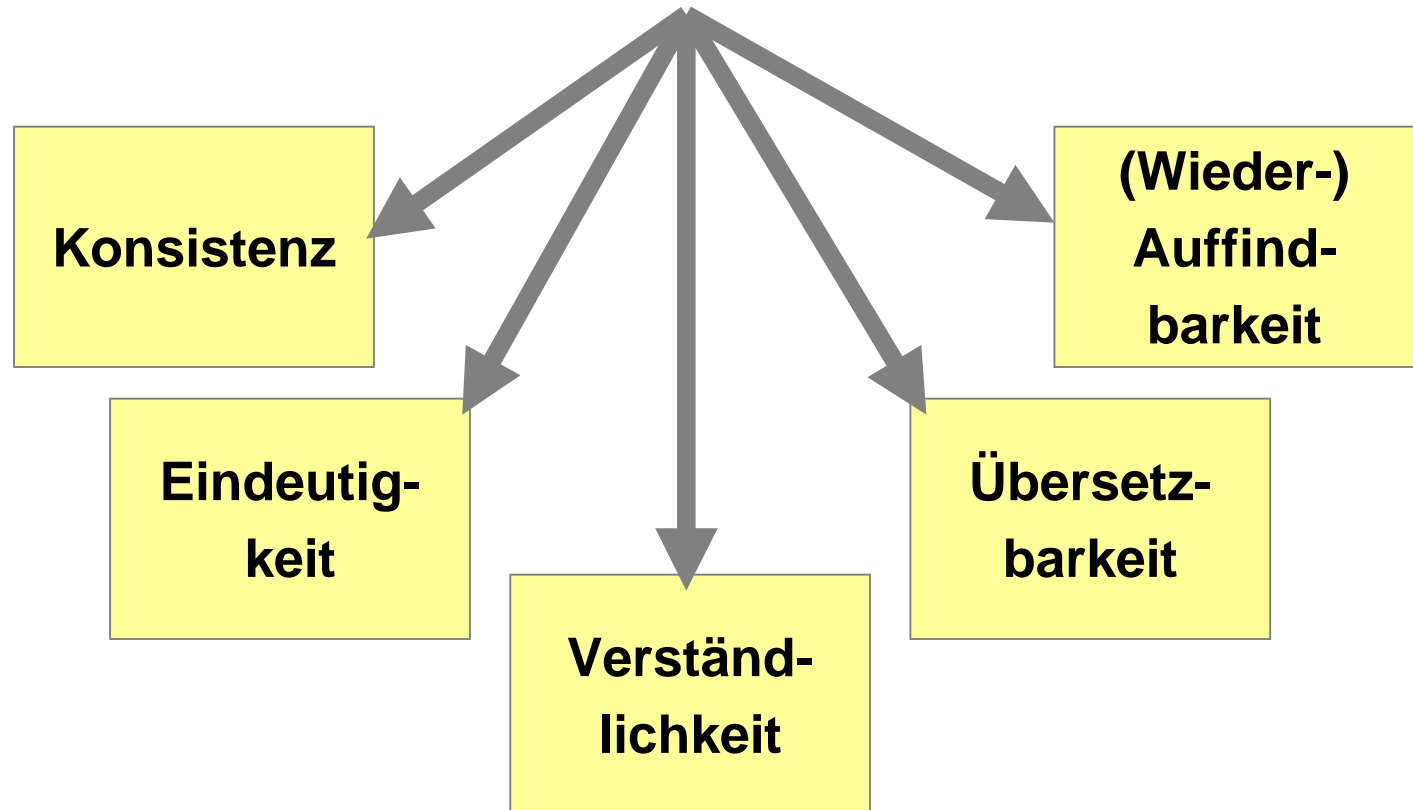 Konsistenz
Eindeutig-
keit
Verständ-
lichkeit
Übersetz-
barkeit
(Wieder-)
Auffind-
barkeit